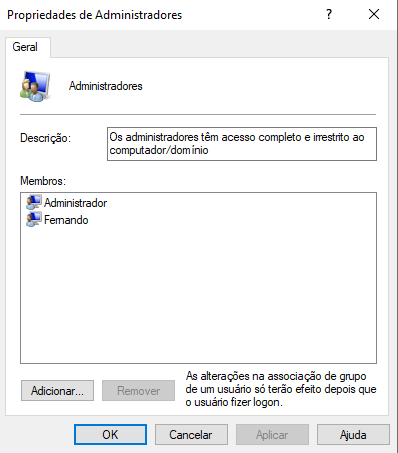 Propriedades de Administradores
Geral
Administradores
Descrição:
Os administradores têm acesso completo e irrestrito ao
computador/domínio
Membros:
Administrador
Fernando
Adicionar...
Remover
As alterações na associação de grupo
de um usuário só terão efeito depois que
o usuário fizer logon.
OK
Cancelar
Aplicar
Ajuda